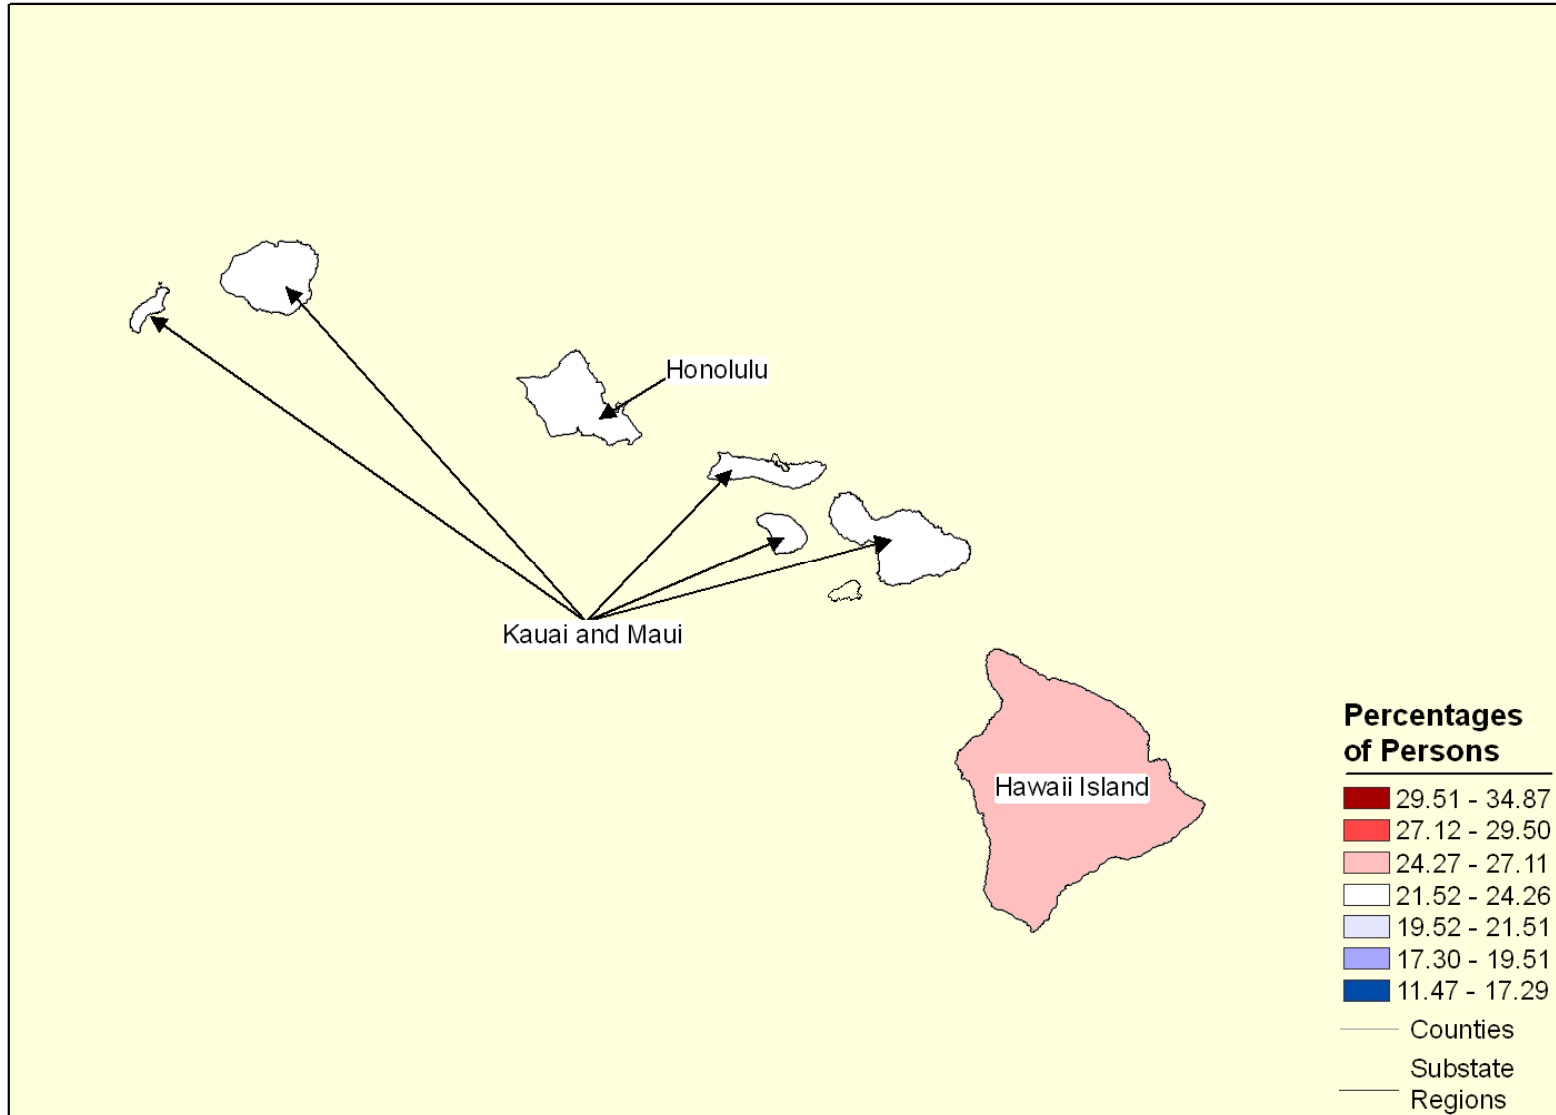 Honolulu
Kauai and Maui
Hawaii Island
Percentages
of Persons
29.51 - 34.87
27.12 - 29.50
24.27 - 27.11
21.52 - 24.26
19.52 - 21.51
17.30 - 19.51
11.47 - 17.29
Counties
Substate
Regions